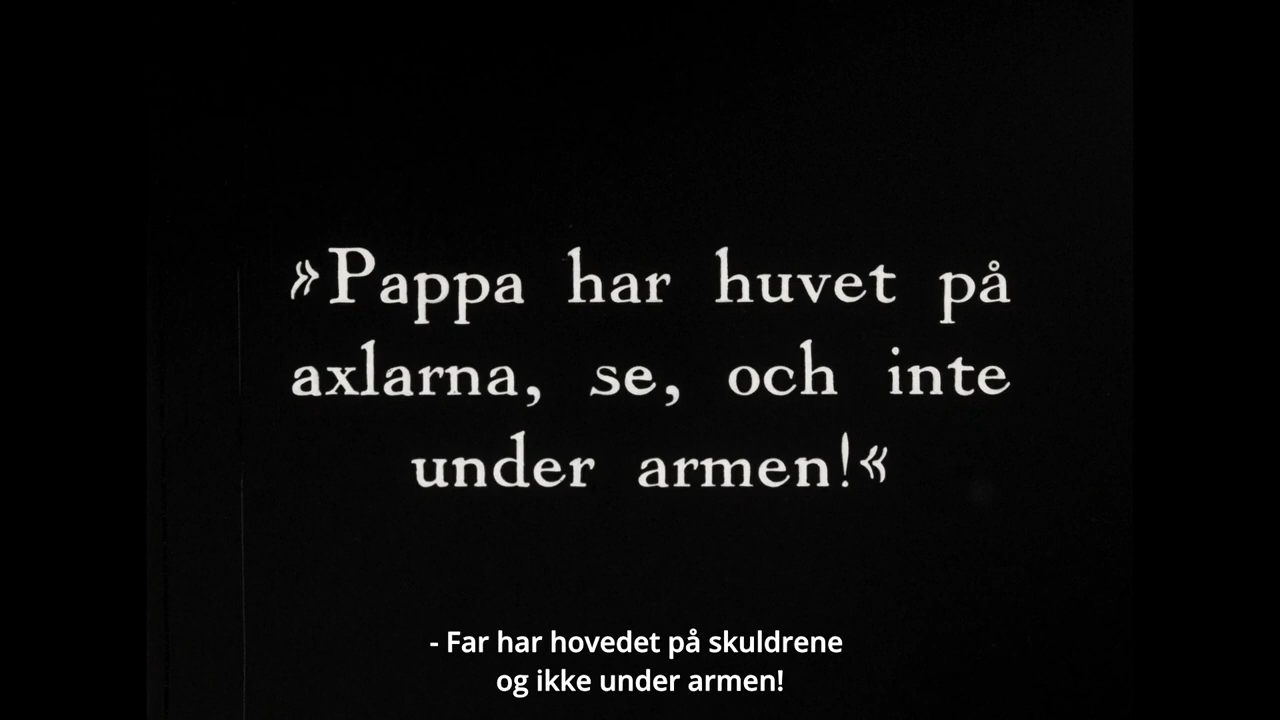 »Pappa har huvet på
axlarna, se, och inte
under armen!«
- Far har hovedet på skuldrene
og ikke under armen!